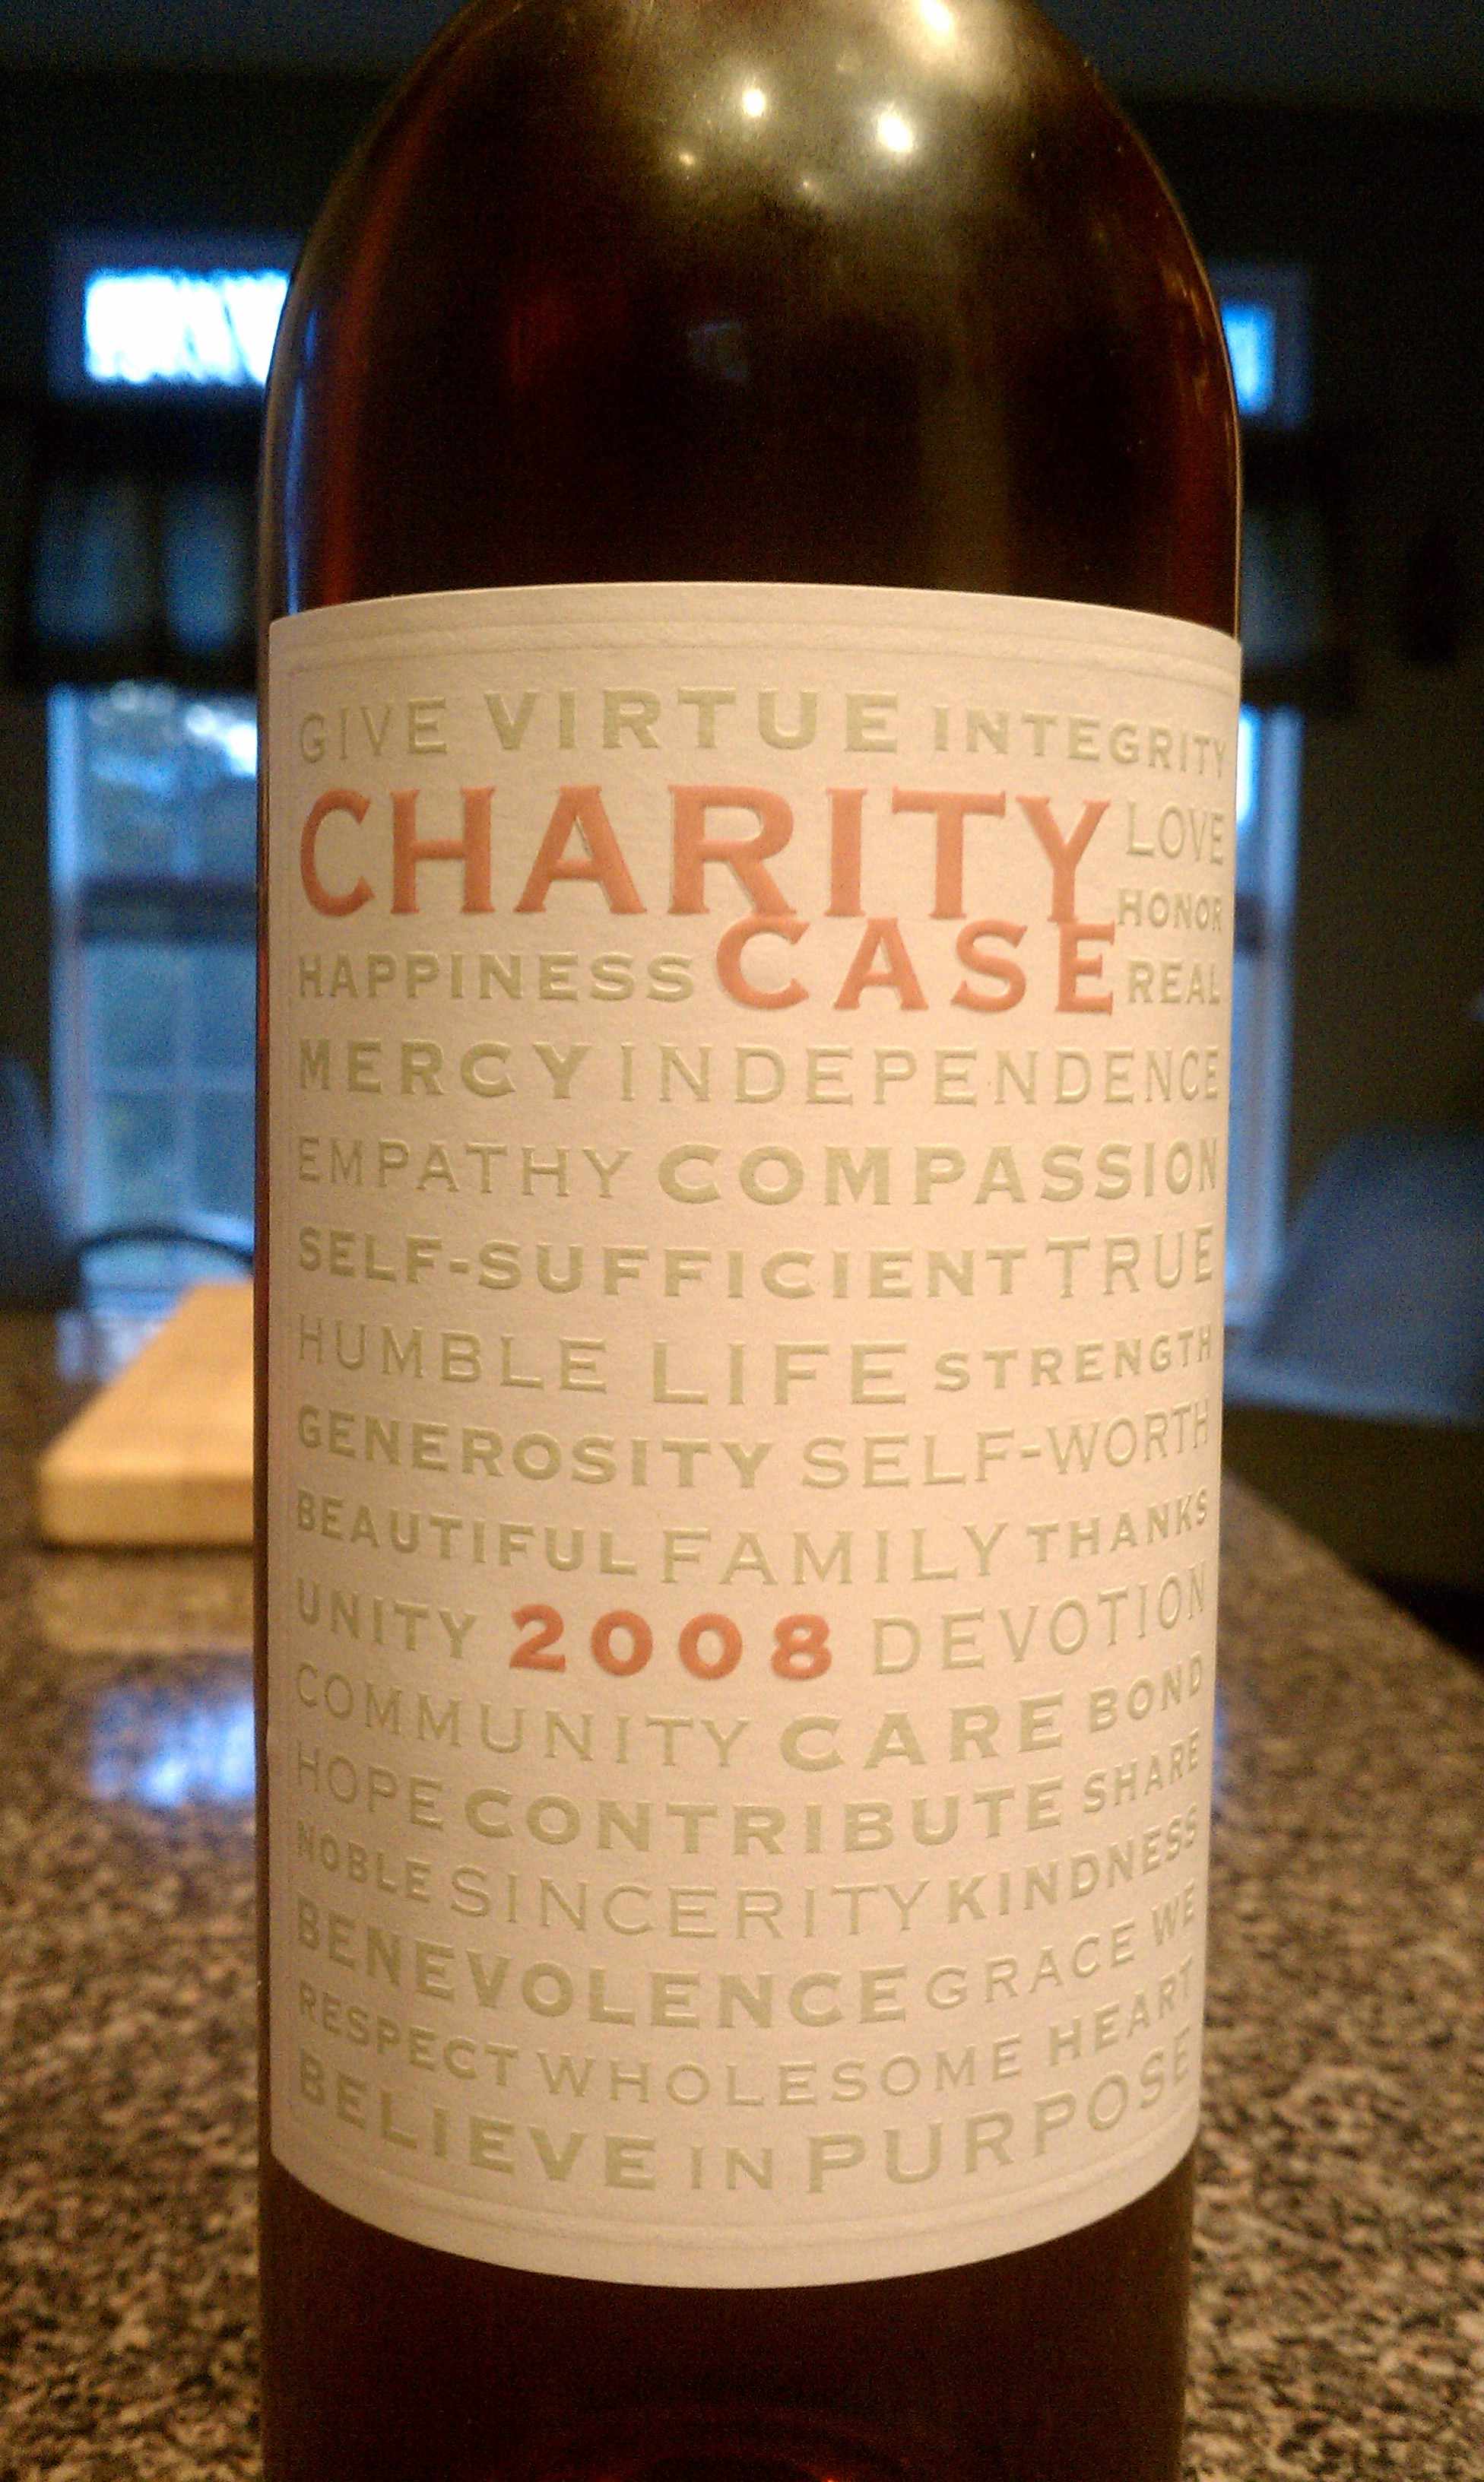 GIVE VIRTUE INTEGRITY
CHARITY LOVE
HONOR
HAPPINESS CASE REAL
MERCY INDEPENDENCE
EMPATHY COMPASSION
SELF-SUFFICIENT TRUE
HUMBLE LIFE STRENGTH
GENEROSITY SELF-WORTH
BEAUTIFUL FAMILY THANKS
UNITY 2008 DEVOTION
COMMUNITY CARE BOND
HOPE CONTRIBUTE SHARE
NOBLE SINCERITY KINDNESS
BENEVOLENCE GRACE WE
RESPECT WHOLESOME HEART
BELIEVE IN PURPOSE